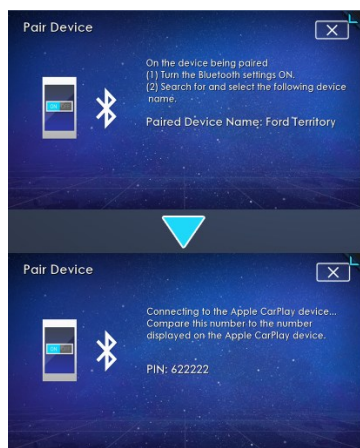 Pair Device
On the device being paired
(1) Turn the Bluetooth settings ON.
(2) Search for and select the following device
name.
Paired Device Name: Ford Territory
ON
Pair Device
Connecting to the Apple CarPlay device...
Compare this number to the number
displayed on the Apple CarPlay device.
PIN: 622222
ON